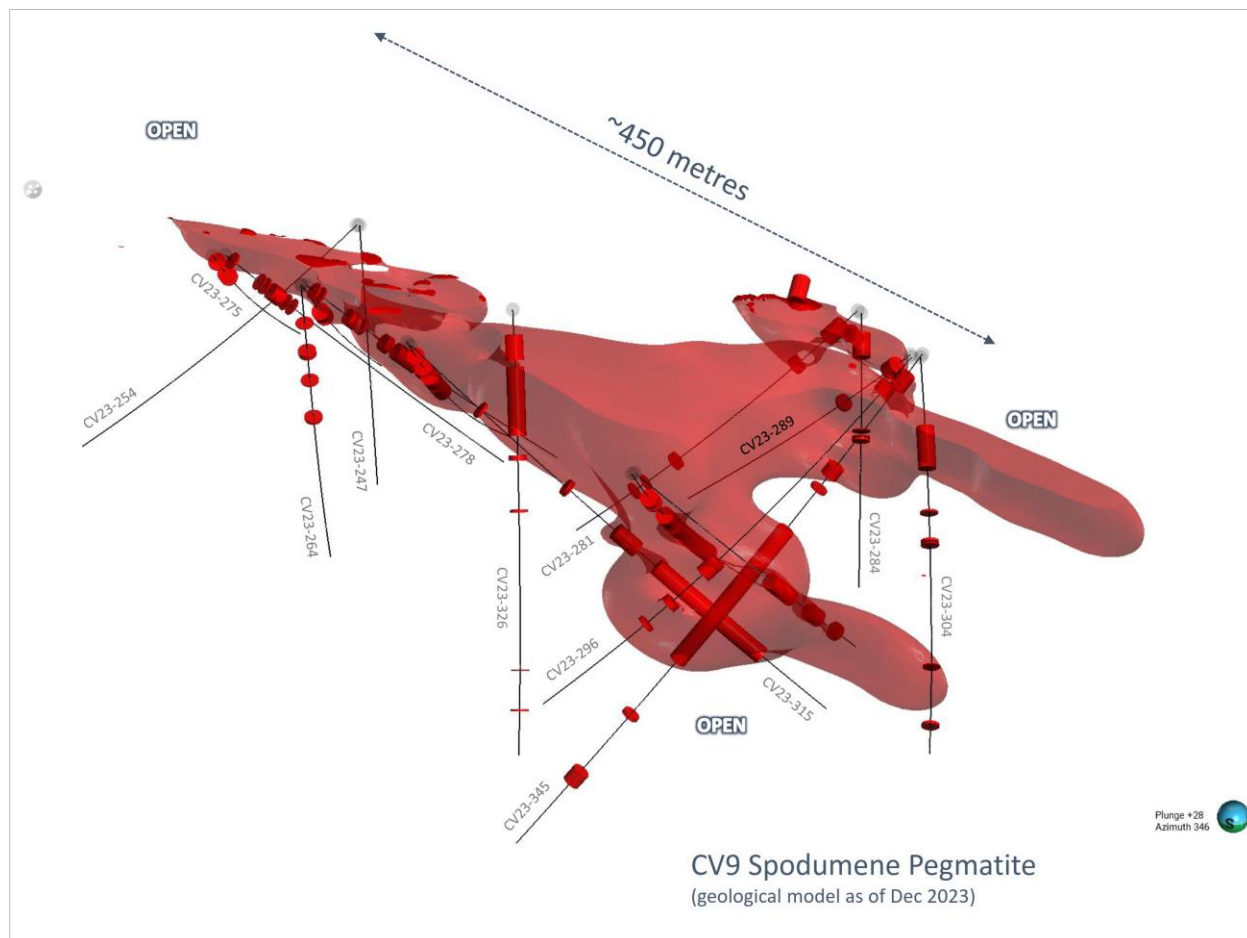 OPEN
~450 metres
CV23-275
CV23-254
CV23-264
CV23-247
CV23-278
CV23-326
CV23-281
CV23-289
OPEN
CV23-284
CV23-304
CV23-296
CV23-315
OPEN
CV23-345
Plunge +28
Azimuth 346
S
CV9 Spodumene Pegmatite
(geological model as of Dec 2023)